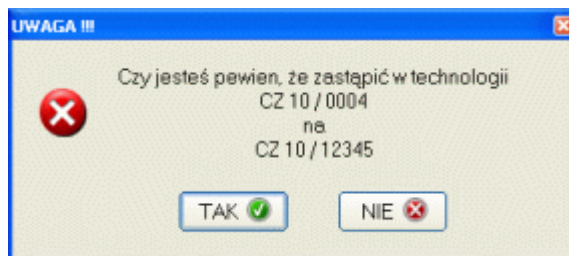 UWAGA !!!
Czy jesteś pewien, że zastąpić w technologii
CZ 10 / 0004
na
CZ 10 / 12345
TAK
NIE